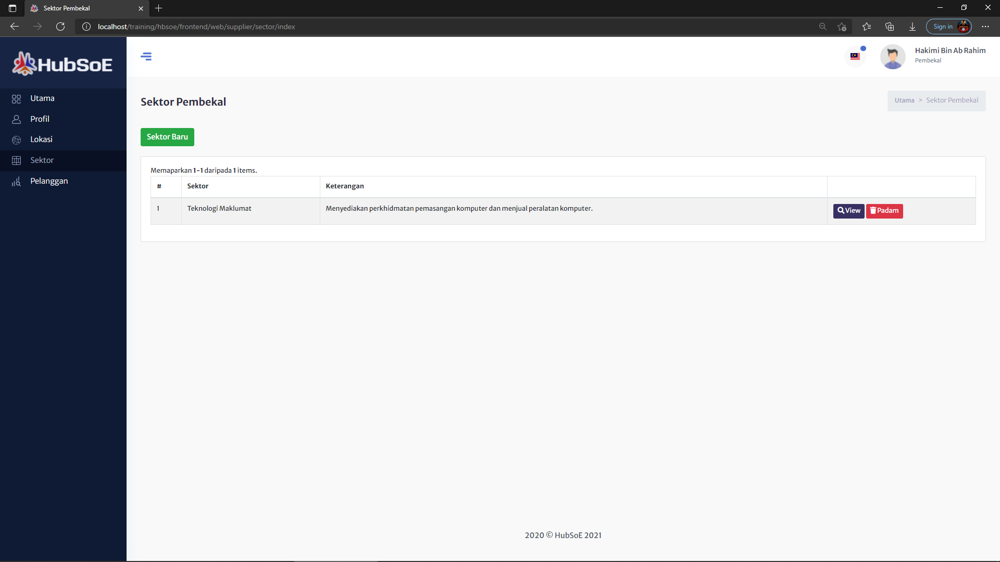 Sektor Pembekal
localhost/training/hbsoe/frontend/web/supplier/sector/index
Sign in
HubSoE
Hakimi Bin Ab Rahim
Pembekal
Utama
Profil
Lokasi
Sektor
Pelanggan
Sektor Pembekal
Utama > Sektor Pembekal
Sektor Baru
Memaparkan 1-1 daripada 1 items.
# Sektor Keterangan
1 Teknologi Maklumat Menyediakan perkhidmatan pemasangan komputer dan menjual peralatan komputer. View Padam
2020 © HubSoE 2021